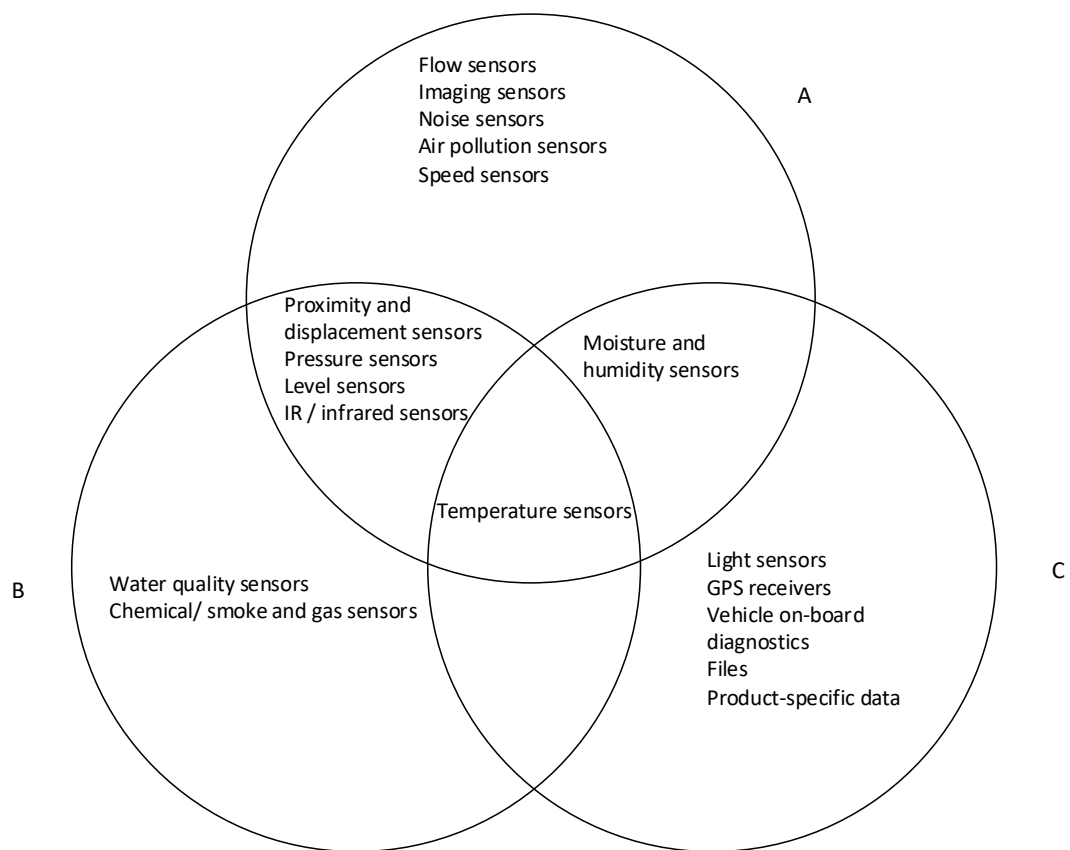 Flow sensors
Imaging sensors
Noise sensors
Air pollution sensors
Speed sensors
A
Proximity and
displacement sensors
Pressure sensors
Level sensors
IR / infrared sensors
Moisture and
humidity sensors
Temperature sensors
B
Water quality sensors
Chemical/ smoke and gas sensors
Light sensors
GPS receivers
Vehicle on-board
diagnostics
Files
Product-specific data
C